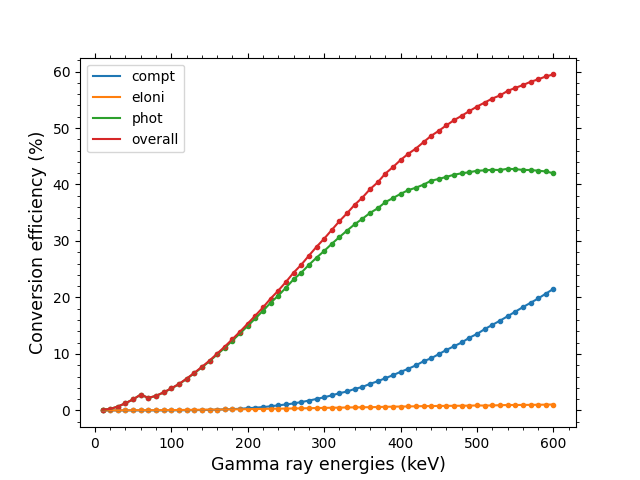 compt
eIoni
phot
overall
Conversion efficiency (%)
60
50
40
30
20
10
0
0 100 200 300 400 500 600
Gamma ray energies (keV)